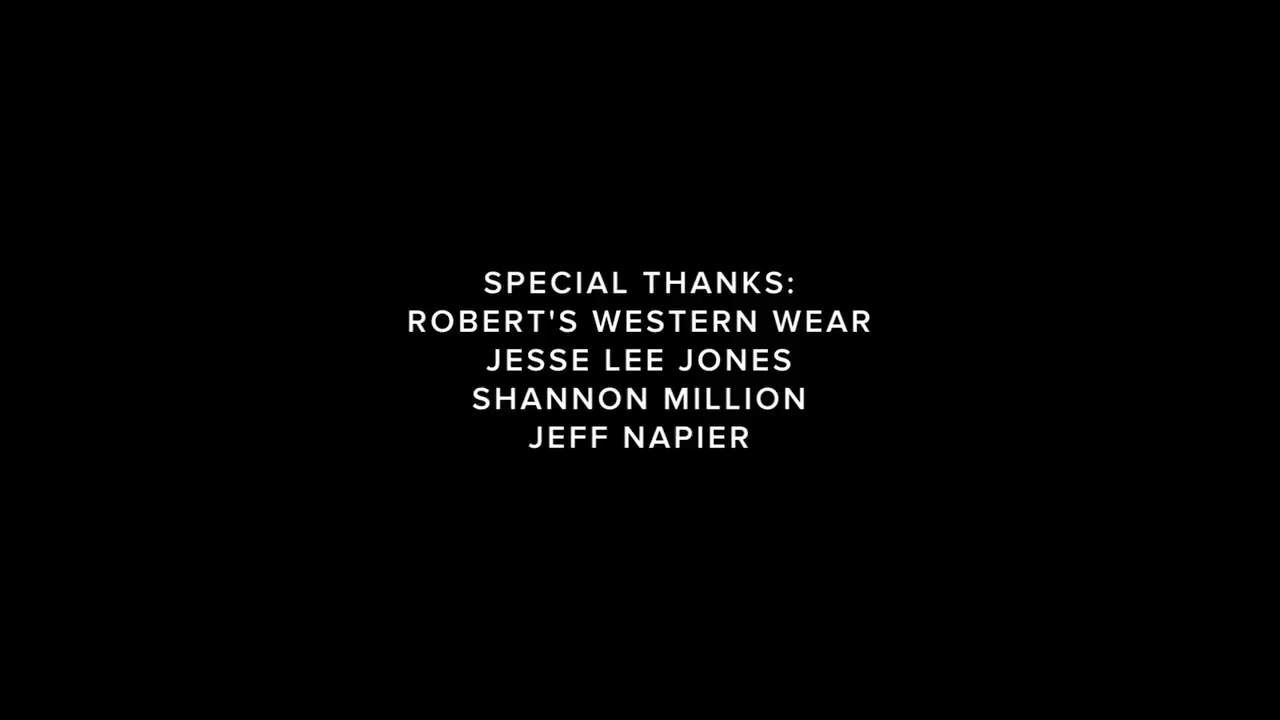 SPECIAL THANKS:
ROBERT'S WESTERN WEAR
JESSE LEE JONES
SHANNON MILLION
JEFF NAPIER